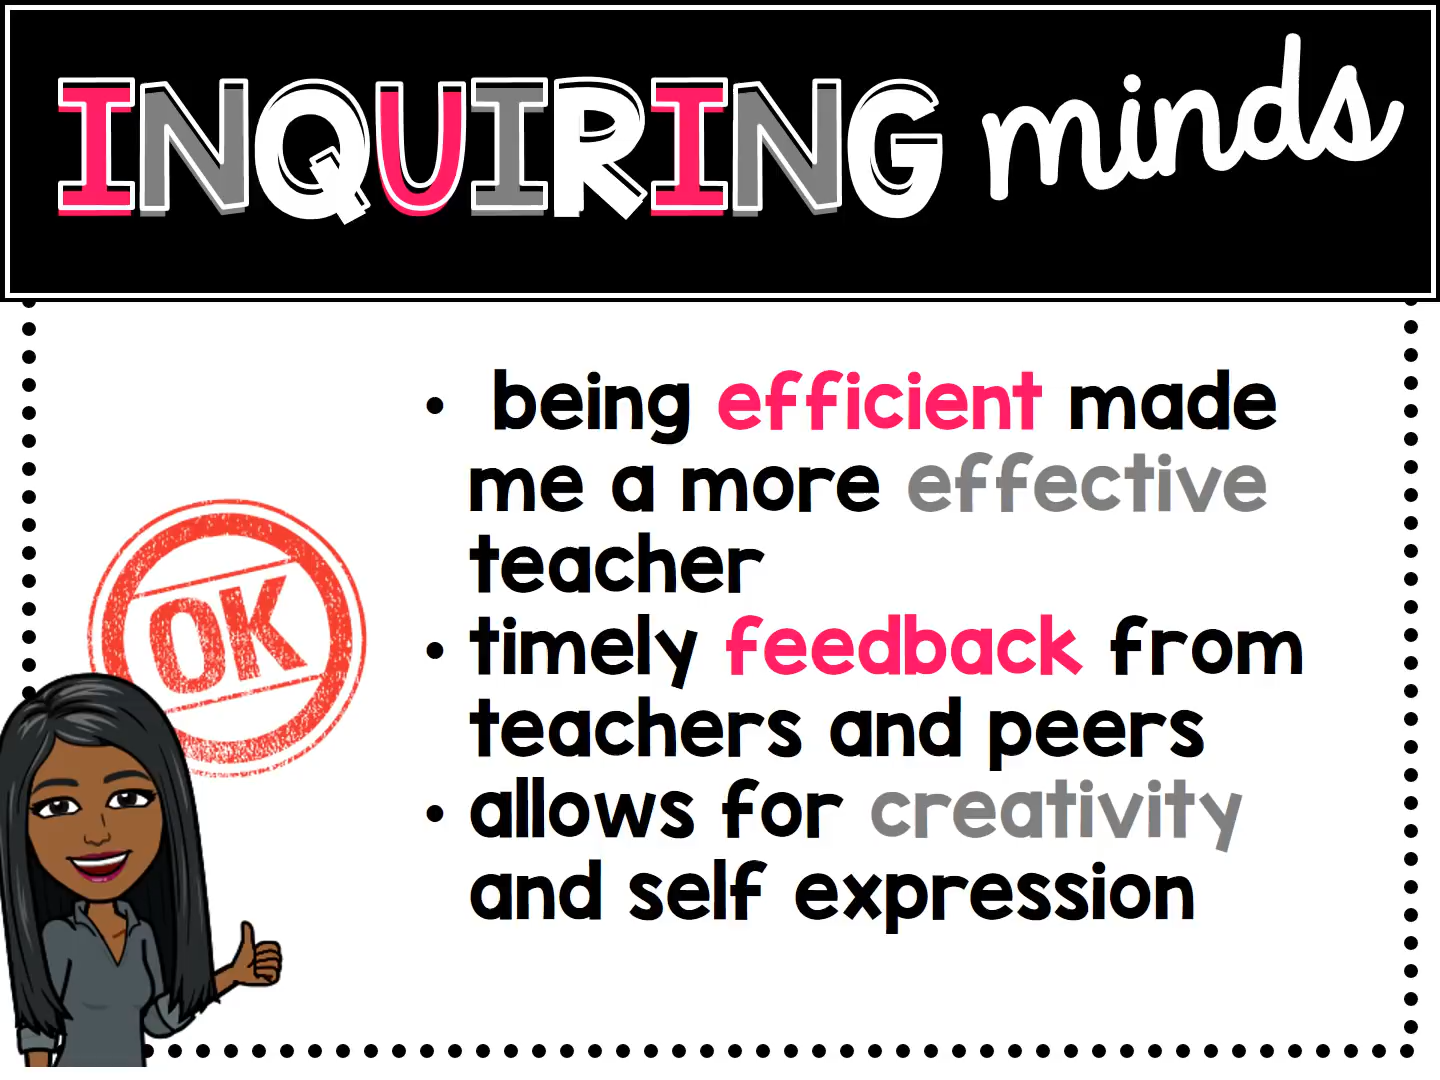 INQUIRING minds
OK
• being efficient made
me a more effective
teacher
• timely feedback from
teachers and peers
• allows for creativity
and self expression